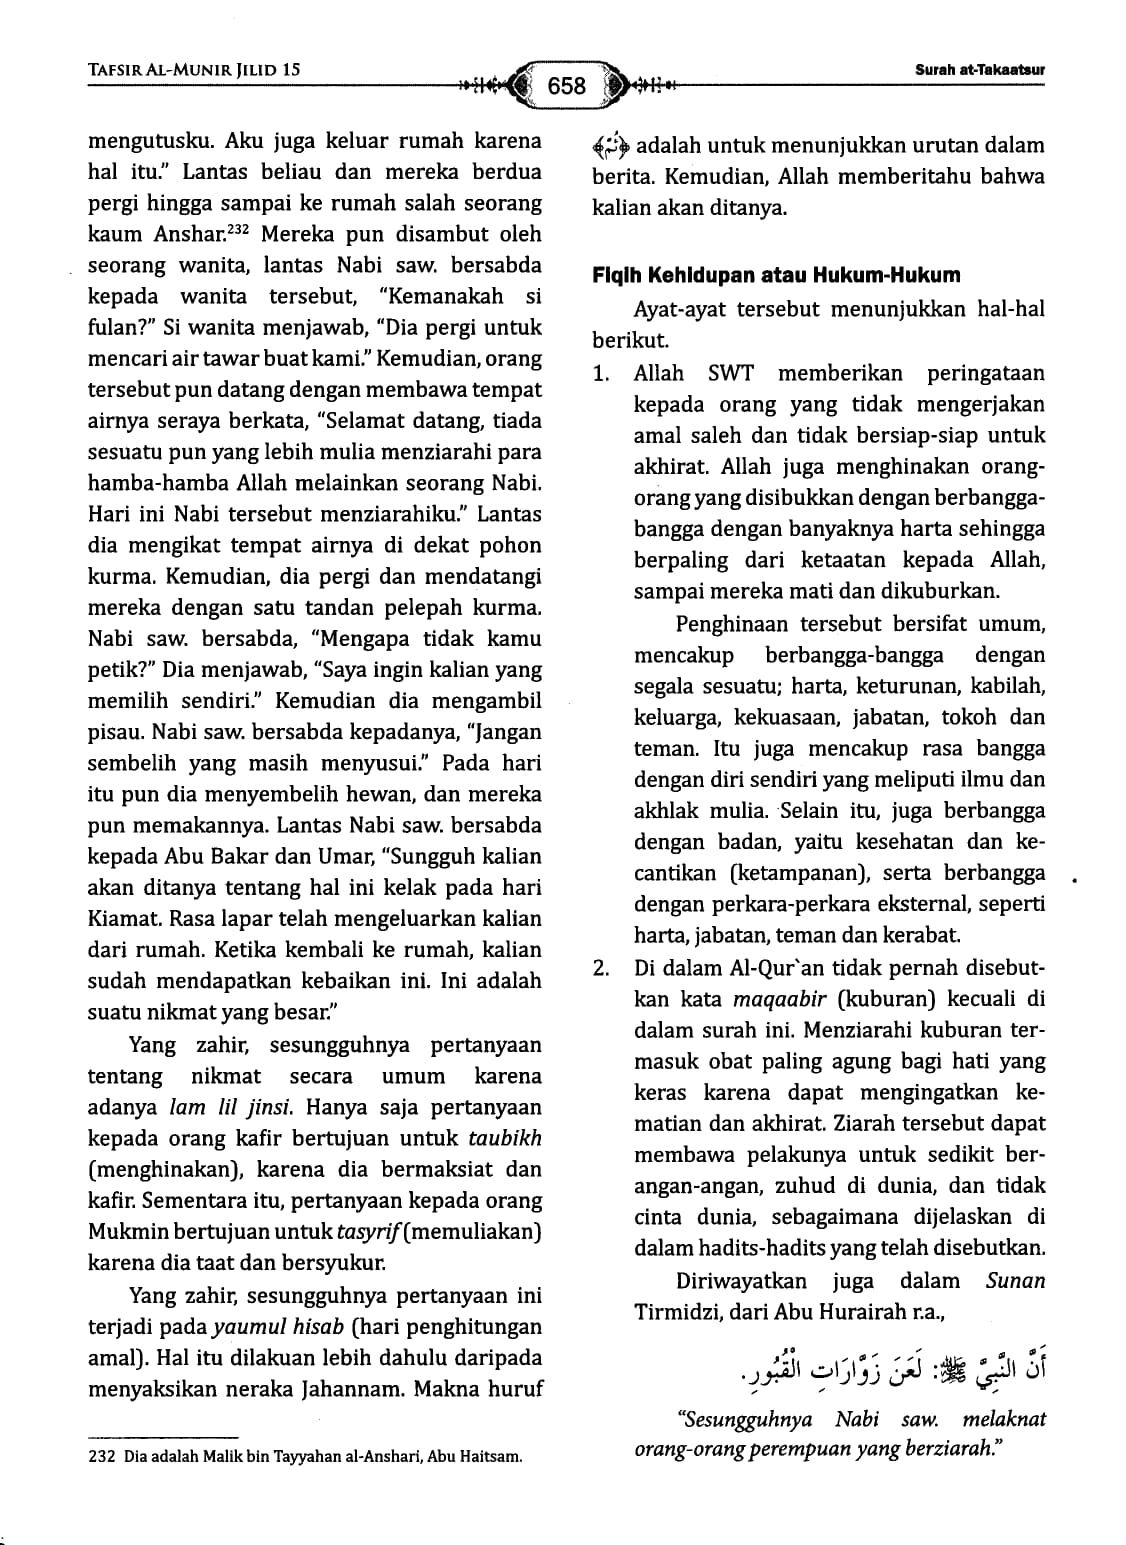 TAFSIR AL-MUNIR JILID 15
658
Surah at-Takaatsur
mengutusku. Aku juga keluar rumah karena
hal itu.” Lantas beliau dan mereka berdua
pergi hingga sampai ke rumah salah seorang
kaum Anshar.²³² Mereka pun disambut oleh
seorang wanita, lantas Nabi saw. bersabda
kepada wanita tersebut, “Kemanakah si
fulan?” Si wanita menjawab, “Dia pergi untuk
mencari air tawar buat kami.” Kemudian, orang
tersebut pun datang dengan membawa tempat
airnya seraya berkata, “Selamat datang, tiada
sesuatu pun yang lebih mulia menziarahi para
hamba-hamba Allah melainkan seorang Nabi.
Hari ini Nabi tersebut menziarahiku.” Lantas
dia mengikat tempat airnya di dekat pohon
kurma. Kemudian, dia pergi dan mendatangi
mereka dengan satu tandan pelepah kurma.
Nabi saw. bersabda, “Mengapa tidak kamu
petik?” Dia menjawab, “Saya ingin kalian yang
memilih sendiri.” Kemudian dia mengambil
pisau. Nabi saw. bersabda kepadanya, “Jangan
sembelih yang masih menyusui.” Pada hari
itu pun dia menyembelih hewan, dan mereka
pun memakannya. Lantas Nabi saw. bersabda
kepada Abu Bakar dan Umar, “Sungguh kalian
akan ditanya tentang hal ini kelak pada hari
Kiamat. Rasa lapar telah mengeluarkan kalian
dari rumah. Ketika kembali ke rumah, kalian
sudah mendapatkan kebaikan ini. Ini adalah
suatu nikmat yang besar.”
Yang zahir, sesungguhnya pertanyaan
tentang nikmat secara umum karena
adanya lam lil jinsi. Hanya saja pertanyaan
kepada orang kafir bertujuan untuk taubikh
(menghinakan), karena dia bermaksiat dan
kafir. Sementara itu, pertanyaan kepada orang
Mukmin bertujuan untuk tasyrif (memuliakan)
karena dia taat dan bersyukur.
Yang zahir, sesungguhnya pertanyaan ini
terjadi pada yaumul hisab (hari penghitungan
amal). Hal itu dilakuan lebih dahulu daripada
menyaksikan neraka Jahannam. Makna huruf
232 Dia adalah Malik bin Tayyahan al-Anshari, Abu Haitsam.
﴿ثُمَّ﴾ adalah untuk menunjukkan urutan dalam
berita. Kemudian, Allah memberitahu bahwa
kalian akan ditanya.
Fiqih Kehidupan atau Hukum-Hukum
Ayat-ayat tersebut menunjukkan hal-hal
berikut.
1. Allah SWT memberikan peringataan
kepada orang yang tidak mengerjakan
amal saleh dan tidak bersiap-siap untuk
akhirat. Allah juga menghinakan orang-
orang yang disibukkan dengan berbangga-
bangga dengan banyaknya harta sehingga
berpaling dari ketaatan kepada Allah,
sampai mereka mati dan dikuburkan.
Penghinaan tersebut bersifat umum,
mencakup berbangga-bangga dengan
segala sesuatu; harta, keturunan, kabilah,
keluarga, kekuasaan, jabatan, tokoh dan
teman. Itu juga mencakup rasa bangga
dengan diri sendiri yang meliputi ilmu dan
akhlak mulia. Selain itu, juga berbangga
dengan badan, yaitu kesehatan dan ke-
cantikan (ketampanan), serta berbangga
dengan perkara-perkara eksternal, seperti
harta, jabatan, teman dan kerabat.
2. Di dalam Al-Qur`an tidak pernah disebut-
kan kata maqaabir (kuburan) kecuali di
dalam surah ini. Menziarahi kuburan ter-
masuk obat paling agung bagi hati yang
keras karena dapat mengingatkan ke-
matian dan akhirat. Ziarah tersebut dapat
membawa pelakunya untuk sedikit ber-
angan-angan, zuhud di dunia, dan tidak
cinta dunia, sebagaimana dijelaskan di
dalam hadits-hadits yang telah disebutkan.
Diriwayatkan juga dalam Sunan
Tirmidzi, dari Abu Hurairah r.a.,
أَنَّ النَّبِيَّ ﷺ: لَعَنَ زَوَّارَاتِ الْقُبُورِ.
“Sesungguhnya Nabi saw. melaknat
orang-orang perempuan yang berziarah.”